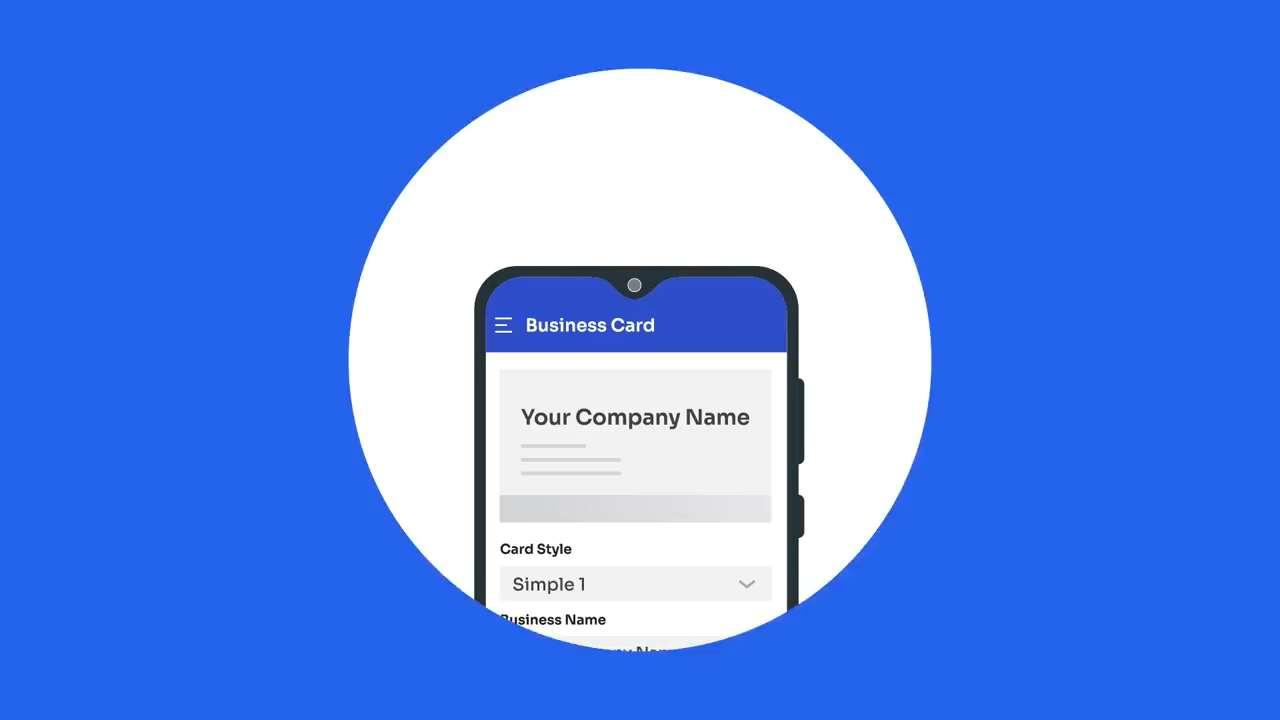 Business Card
Your Company Name
Card Style
Simple 1
Business Name